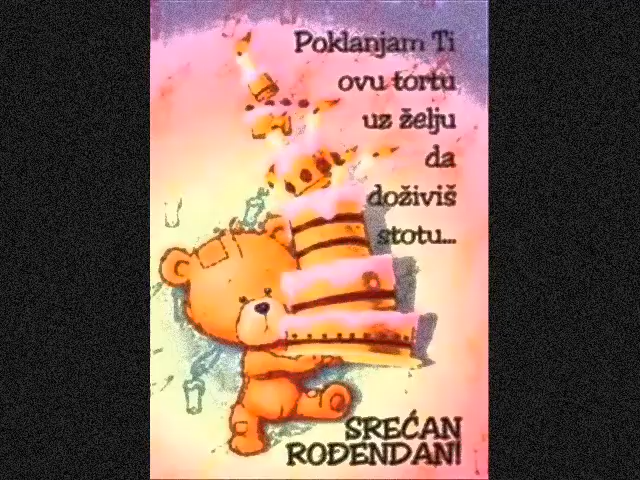 Poklanjam Ti
ovu tortu
uz želju
da
doživiš
stotu...
SREĆAN
ROĐENDAN!